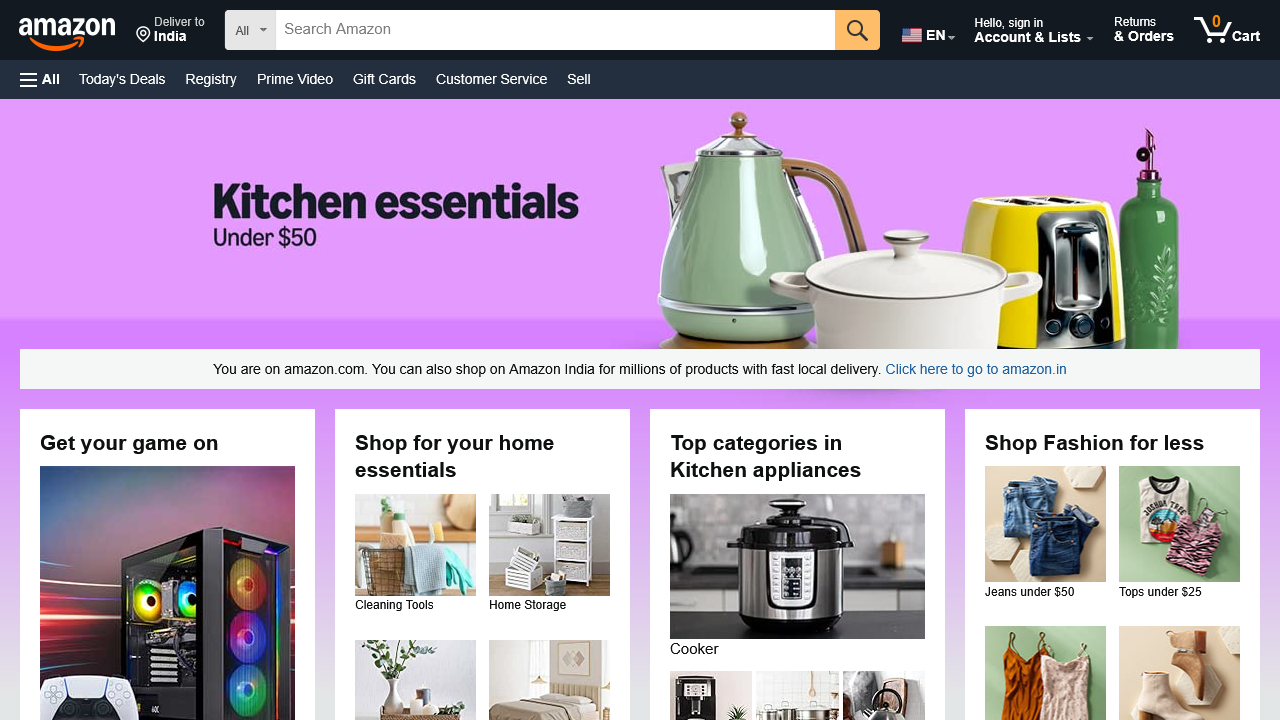 amazon
Deliver to
India
All
Search Amazon
EN
Hello, sign in
Account & Lists
Returns
& Orders
0
Cart
All
Today's Deals
Registry
Prime Video
Gift Cards
Customer Service
Sell
Kitchen essentials
Under $50
You are on amazon.com. You can also shop on Amazon India for millions of products with fast local delivery. Click here to go to amazon.in
Get your game on
Shop for your home
essentials
Cleaning Tools
Home Storage
Top categories in
Kitchen appliances
Cooker
Shop Fashion for less
Jeans under $50
JOSHUA TREE
Tops under $25